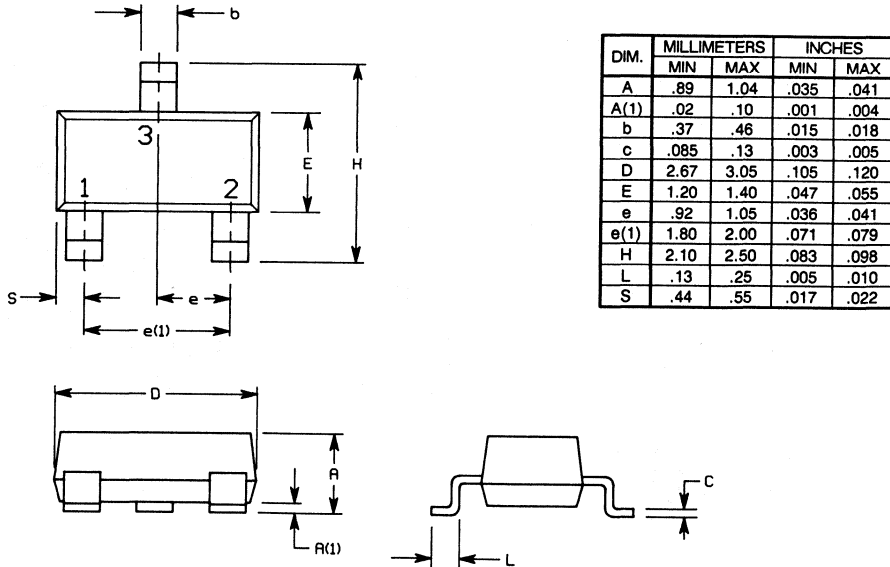 b
3
E
H
1
2
S
e
e(1)
D
A
A(1)
C
L
DIM. MILLIMETERS INCHES
MIN MAX MIN MAX
A .89 1.04 .035 .041
A(1) .02 .10 .001 .004
b .37 .46 .015 .018
c .085 .13 .003 .005
D 2.67 3.05 .105 .120
E 1.20 1.40 .047 .055
e .92 1.05 .036 .041
e(1) 1.80 2.00 .071 .079
H 2.10 2.50 .083 .098
L .13 .25 .005 .010
S .44 .55 .017 .022